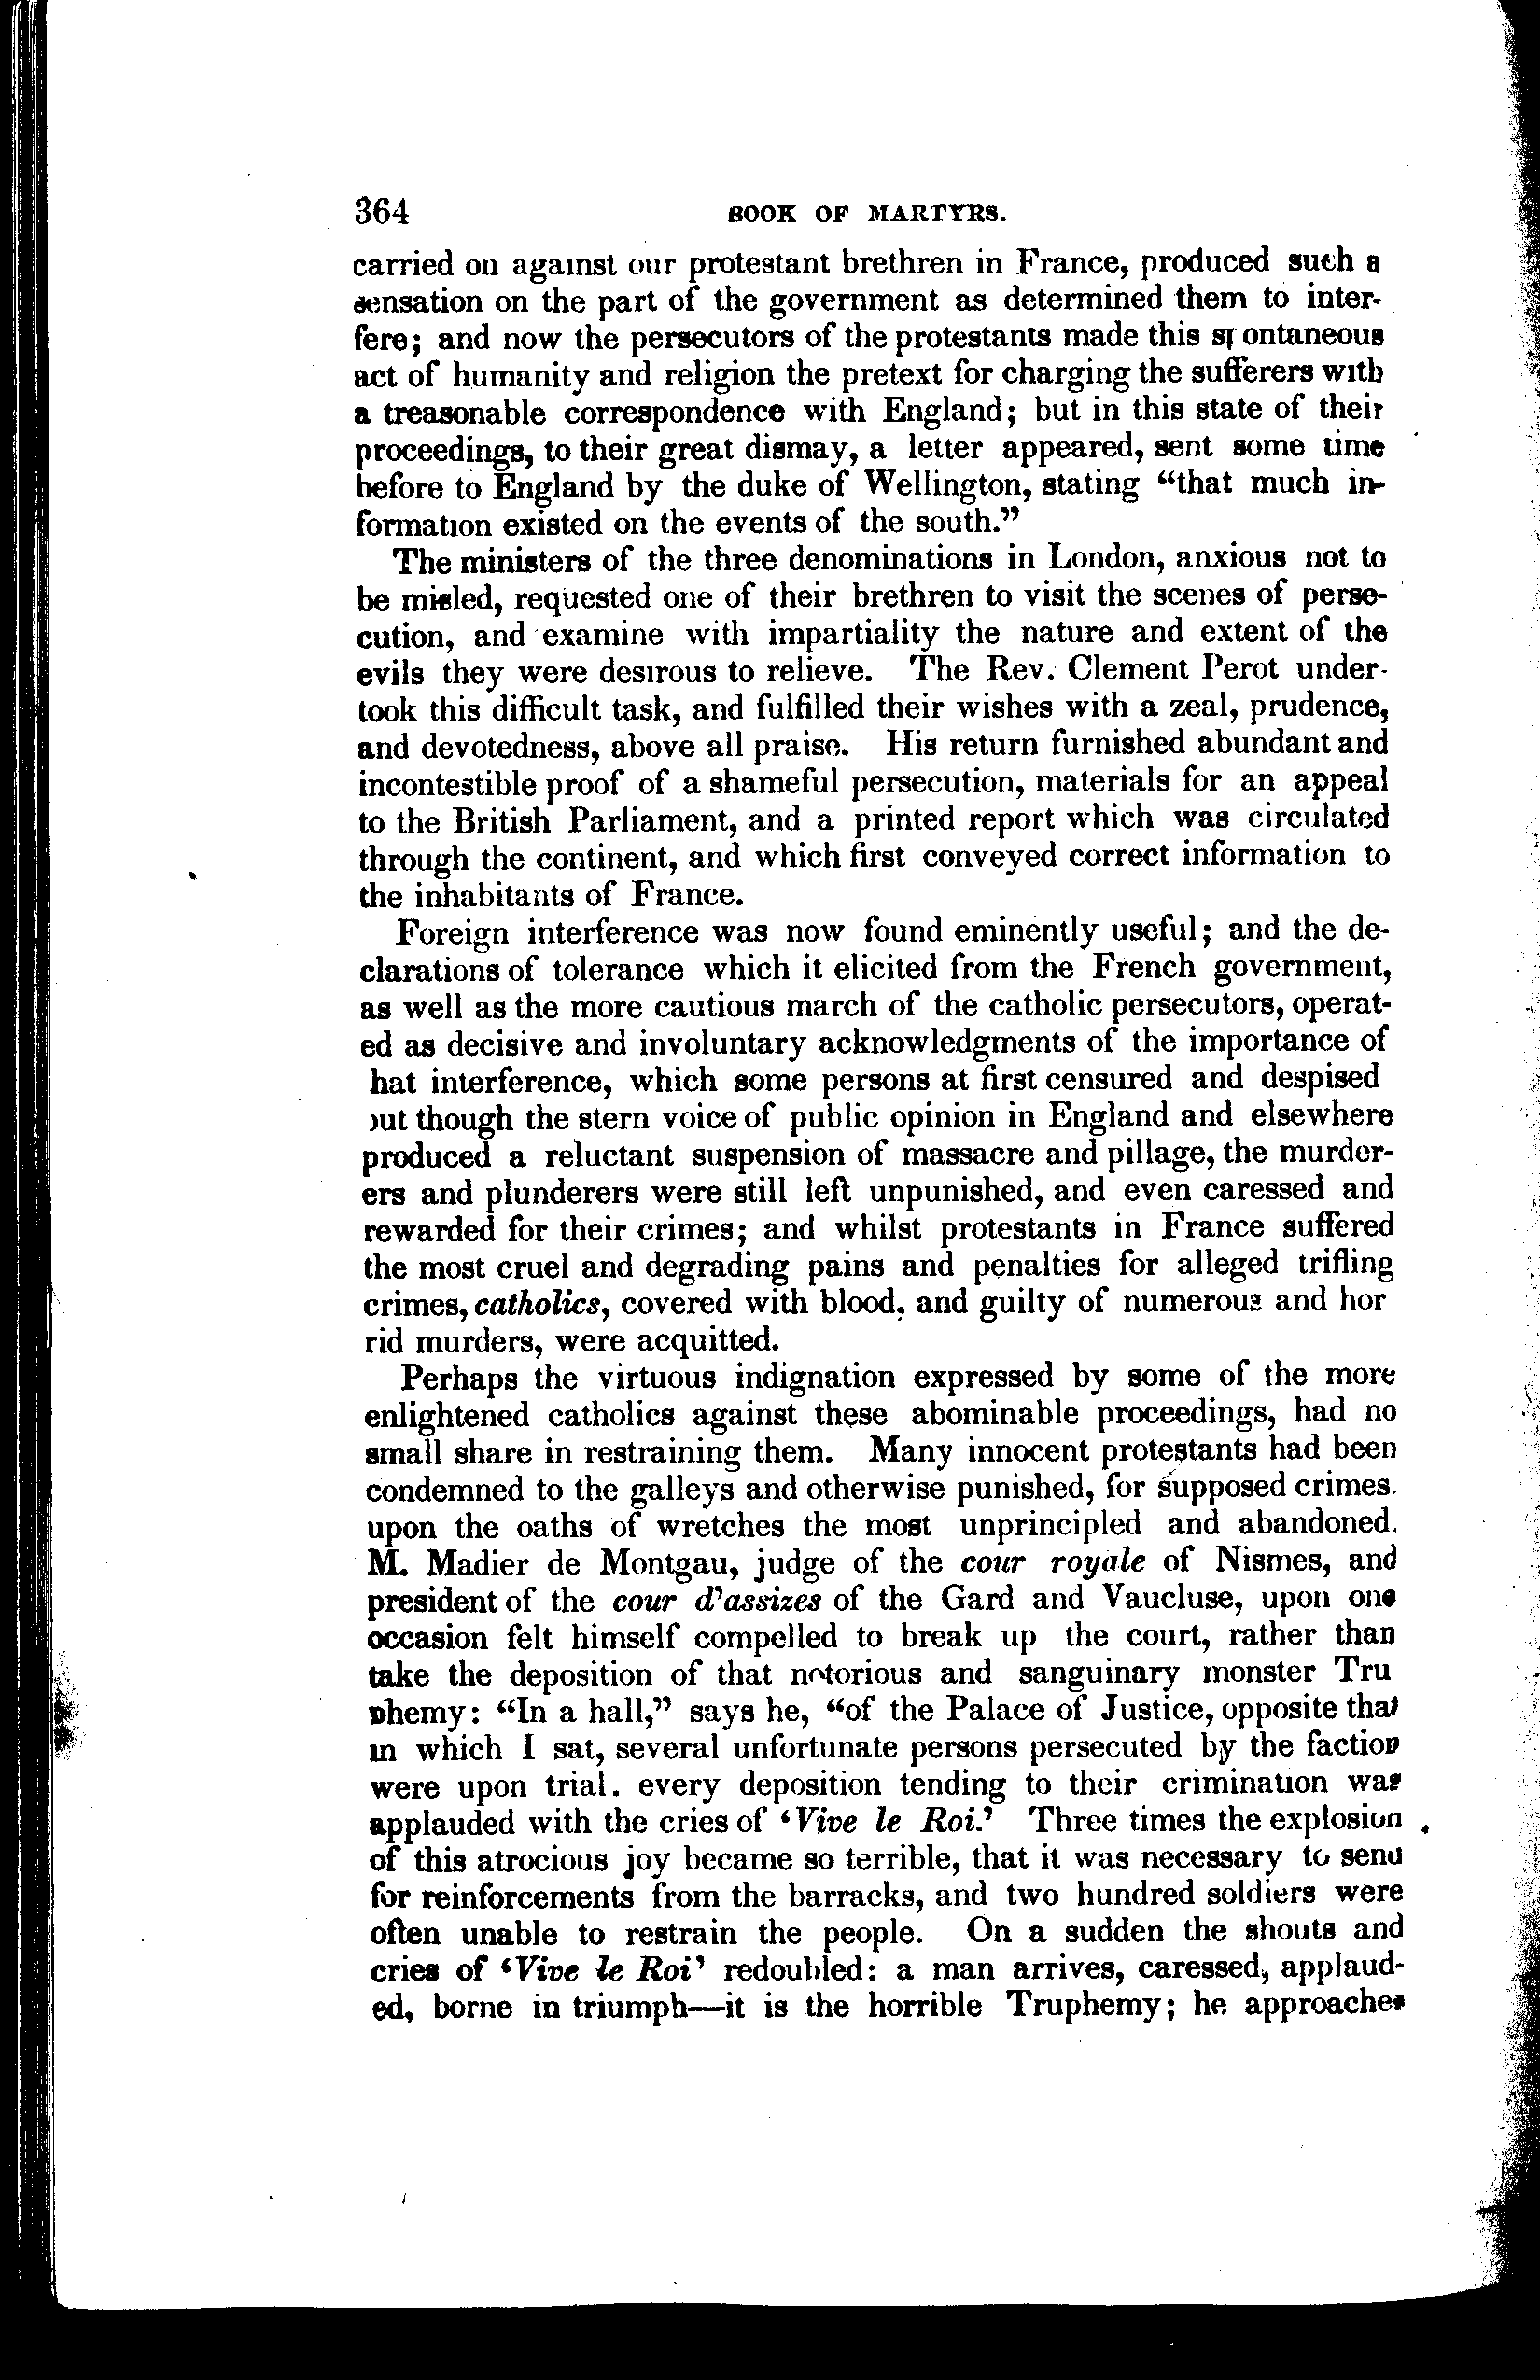 364 BOOK OF MARTYRS.
carried on against our protestant brethren in France, produced such a
sensation on the part of the government as determined them to inter-
fere; and now the persecutors of the protestants made this spontaneous
act of humanity and religion the pretext for charging the sufferers with
a treasonable correspondence with England; but in this state of their
proceedings, to their great dismay, a letter appeared, sent some time
before to England by the duke of Wellington, stating “that much in-
formation existed on the events of the south.”
The ministers of the three denominations in London, anxious not to
be misled, requested one of their brethren to visit the scenes of perse-
cution, and examine with impartiality the nature and extent of the
evils they were desirous to relieve. The Rev. Clement Perot under-
took this difficult task, and fulfilled their wishes with a zeal, prudence,
and devotedness, above all praise. His return furnished abundant and
incontestible proof of a shameful persecution, materials for an appeal
to the British Parliament, and a printed report which was circulated
through the continent, and which first conveyed correct information to
the inhabitants of France.
Foreign interference was now found eminently useful; and the de-
clarations of tolerance which it elicited from the French government,
as well as the more cautious march of the catholic persecutors, operat-
ed as decisive and involuntary acknowledgments of the importance of
hat interference, which some persons at first censured and despised
out though the stern voice of public opinion in England and elsewhere
produced a reluctant suspension of massacre and pillage, the murder-
ers and plunderers were still left unpunished, and even caressed and
rewarded for their crimes; and whilst protestants in France suffered
the most cruel and degrading pains and penalties for alleged trifling
crimes, catholics, covered with blood, and guilty of numerous and hor
rid murders, were acquitted.
Perhaps the virtuous indignation expressed by some of the more
enlightened catholics against these abominable proceedings, had no
small share in restraining them. Many innocent protestants had been
condemned to the galleys and otherwise punished, for supposed crimes.
upon the oaths of wretches the most unprincipled and abandoned.
M. Madier de Montgau, judge of the cour royale of Nismes, and
president of the cour d’assizes of the Gard and Vaucluse, upon one
occasion felt himself compelled to break up the court, rather than
take the deposition of that notorious and sanguinary monster Tru
phemy: “In a hall,” says he, “of the Palace of Justice, opposite that
in which I sat, several unfortunate persons persecuted by the faction
were upon trial. every deposition tending to their crimination was
applauded with the cries of ‘Vive le Roi.’ Three times the explosion
of this atrocious joy became so terrible, that it was necessary to send
for reinforcements from the barracks, and two hundred soldiers were
often unable to restrain the people. On a sudden the shouts and
cries of ‘Vive le Roi’ redoubled: a man arrives, caressed, applaud-
ed, borne in triumph—it is the horrible Truphemy; he approaches